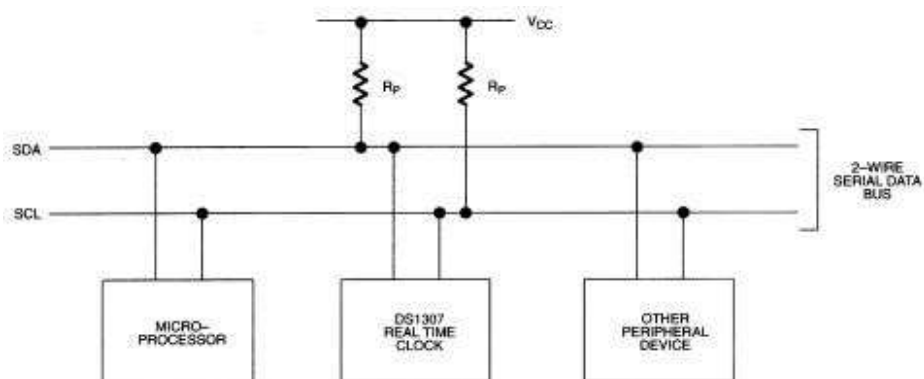 VCC
RP
RP
SDA
2-WIRE
SERIAL DATA
BUS
SCL
MICRO-
PROCESSOR
DS1307
REAL TIME
CLOCK
OTHER
PERIPHERAL
DEVICE